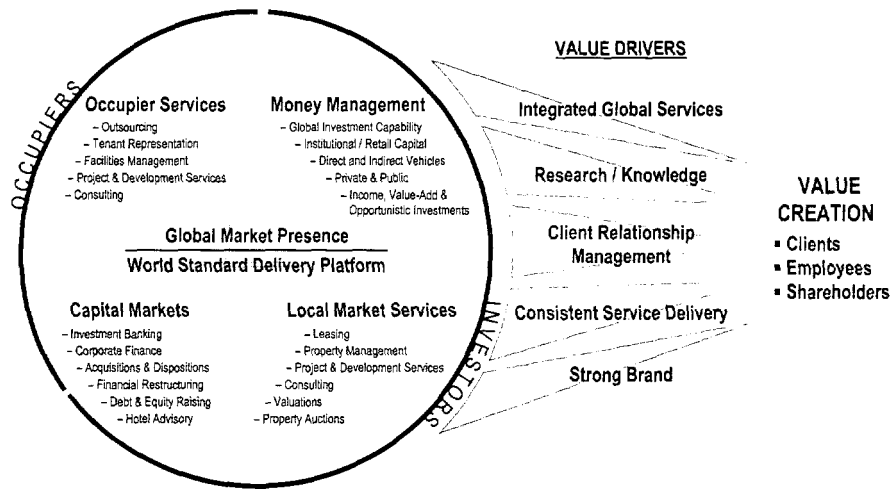 VALUE DRIVERS
OCCUPIERS
Occupier Services
– Outsourcing
– Tenant Representation
– Facilities Management
– Project & Development Services
– Consulting
Money Management
– Global Investment Capability
– Institutional / Retail Capital
– Direct and Indirect Vehicles
– Private & Public
– Income, Value-Add &
Opportunistic Investments
Global Market Presence
World Standard Delivery Platform
Capital Markets
– Investment Banking
– Corporate Finance
– Acquisitions & Dispositions
– Financial Restructuring
– Debt & Equity Raising
– Hotel Advisory
Local Market Services
– Leasing
– Property Management
– Project & Development Services
– Consulting
– Valuations
– Property Auctions
INVESTORS
Integrated Global Services
Research / Knowledge
Client Relationship
Management
Consistent Service Delivery
Strong Brand
VALUE
CREATION
▪ Clients
▪ Employees
▪ Shareholders